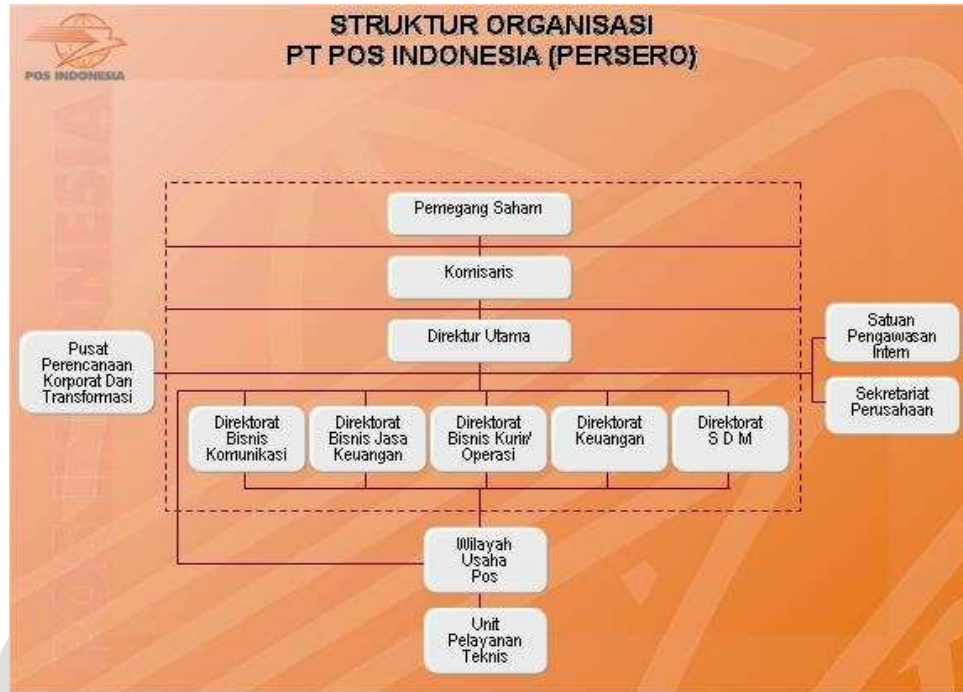 STRUKTUR ORGANISASI
PT POS INDONESIA (PERSERO)
POS INDONESIA
POS INDONESIA
Pemegang Saham
Komisaris
Direktur Utama
Pusat
Perencanaan
Korporat Dan
Transformasi
Satuan
Pengawasan
Intern
Sekretariat
Perusahaan
Direktorat
Bisnis
Komunikasi
Direktorat
Bisnis Jasa
Keuangan
Direktorat
Bisnis Kurir/
Operasi
Direktorat
Keuangan
Direktorat
S D M
Wilayah
Usaha
Pos
Unit
Pelayanan
Teknis